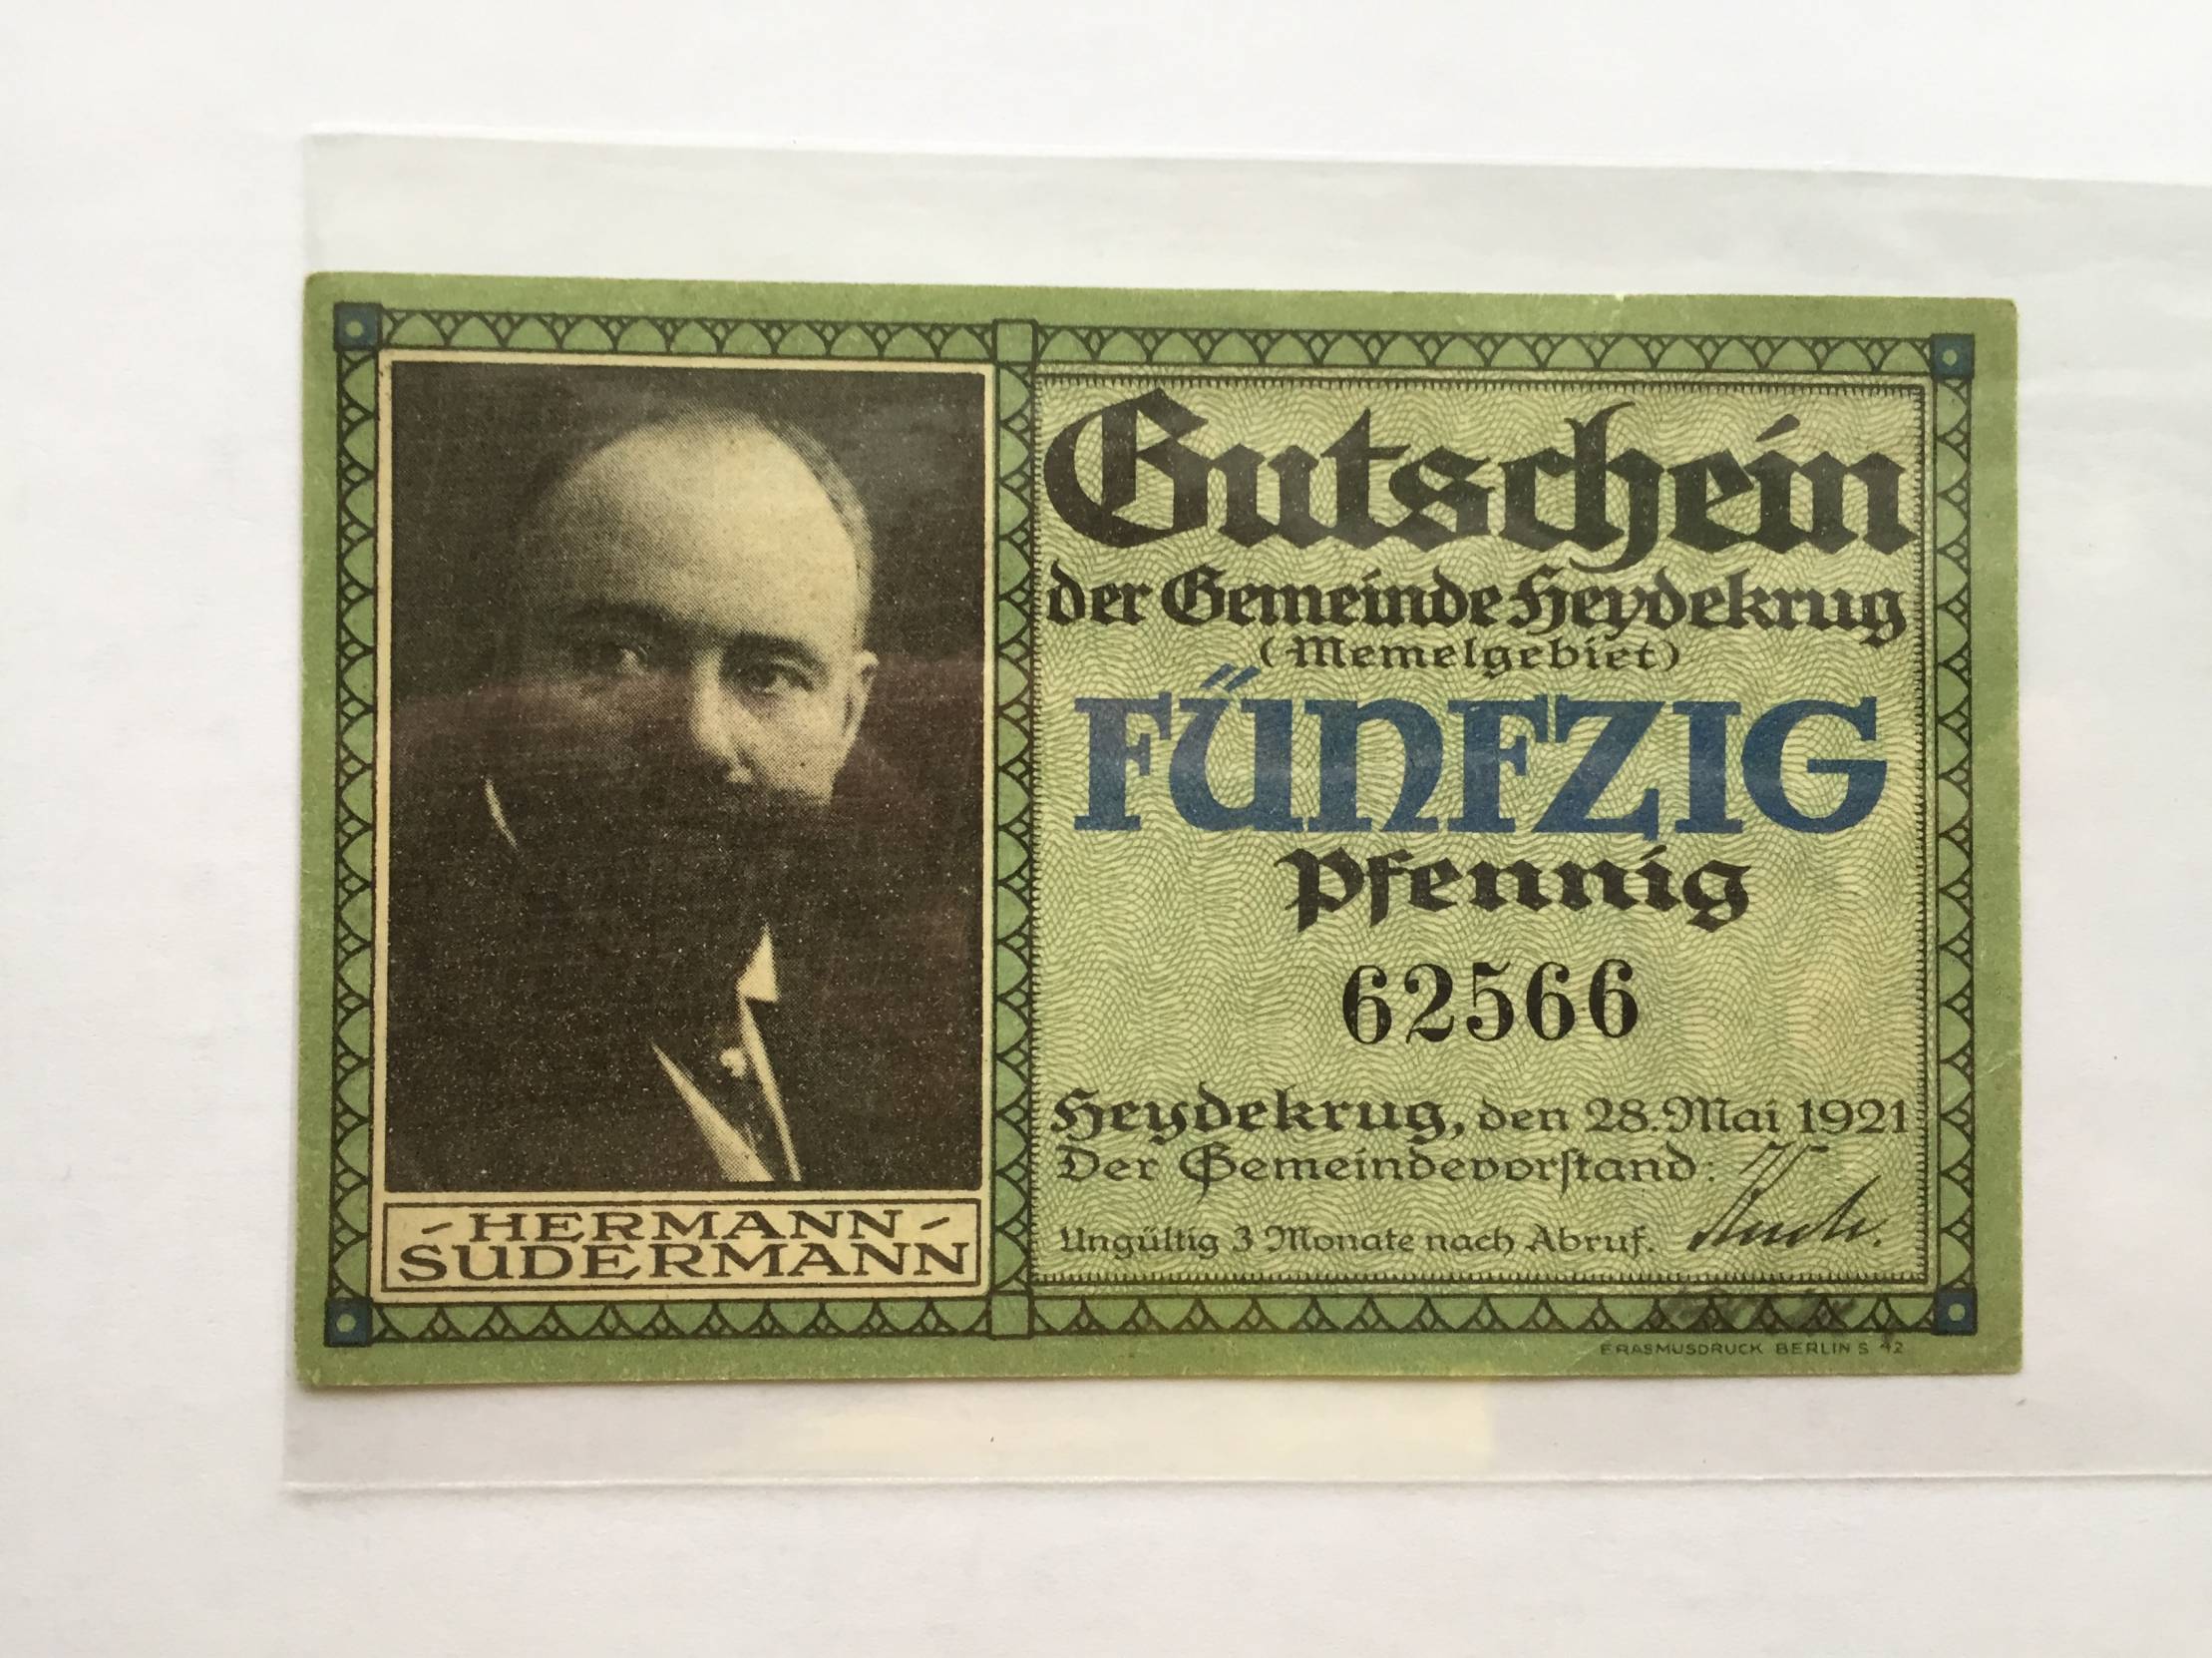 Gutschein
der Gemeinde Heydekrug
(Memelgebiet)
FÜNFZIG
Pfennig
62566
Heydekrug, den 28. Mai 1921
Der Gemeindevorstand:
Ungültig 3 Monate nach Abruf.
- HERMANN -
SUDERMANN
ERASMUSDRUCK BERLIN S 42